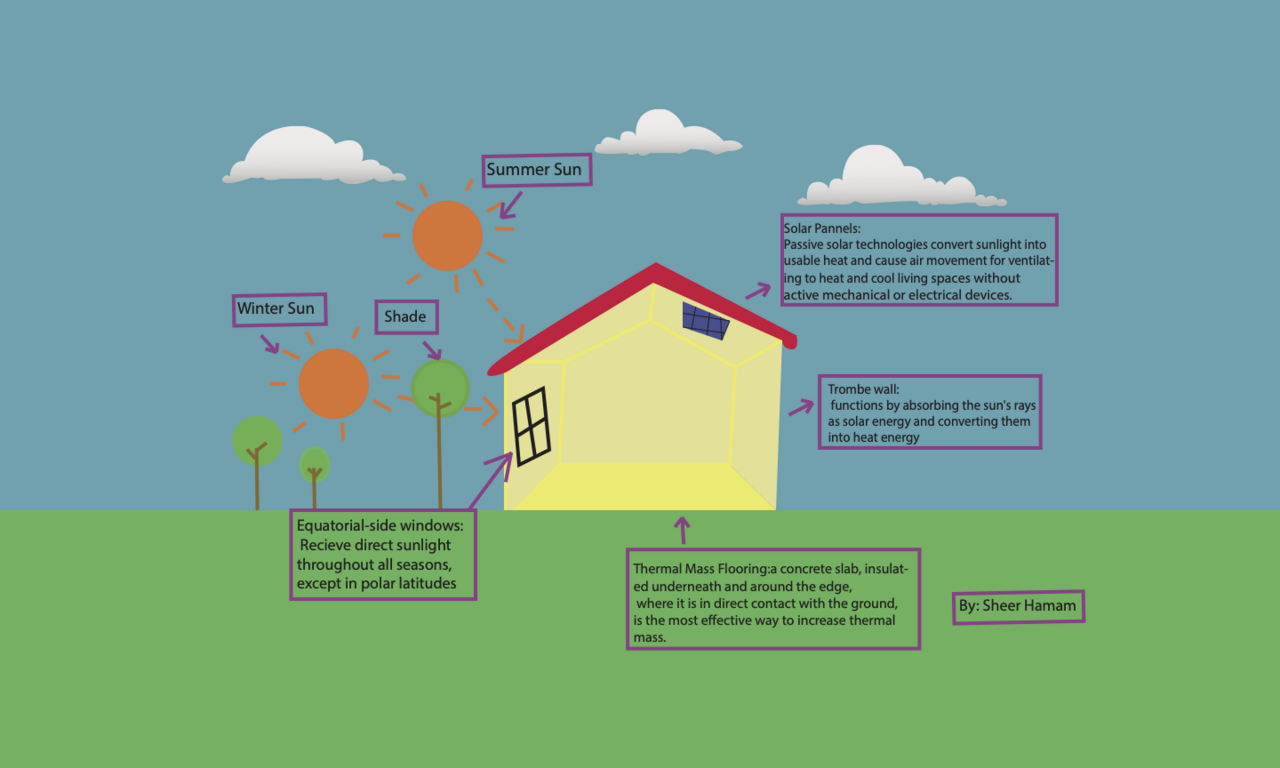 Summer Sun
Solar Pannels:
Passive solar technologies convert sunlight into
usable heat and cause air movement for ventilat-
ing to heat and cool living spaces without
active mechanical or electrical devices.
Winter Sun
Shade
Trombe wall:
functions by absorbing the sun's rays
as solar energy and converting them
into heat energy
Equatorial-side windows:
Recieve direct sunlight
throughout all seasons,
except in polar latitudes
Thermal Mass Flooring:a concrete slab, insulat-
ed underneath and around the edge,
where it is in direct contact with the ground,
is the most effective way to increase thermal
mass.
By: Sheer Hamam